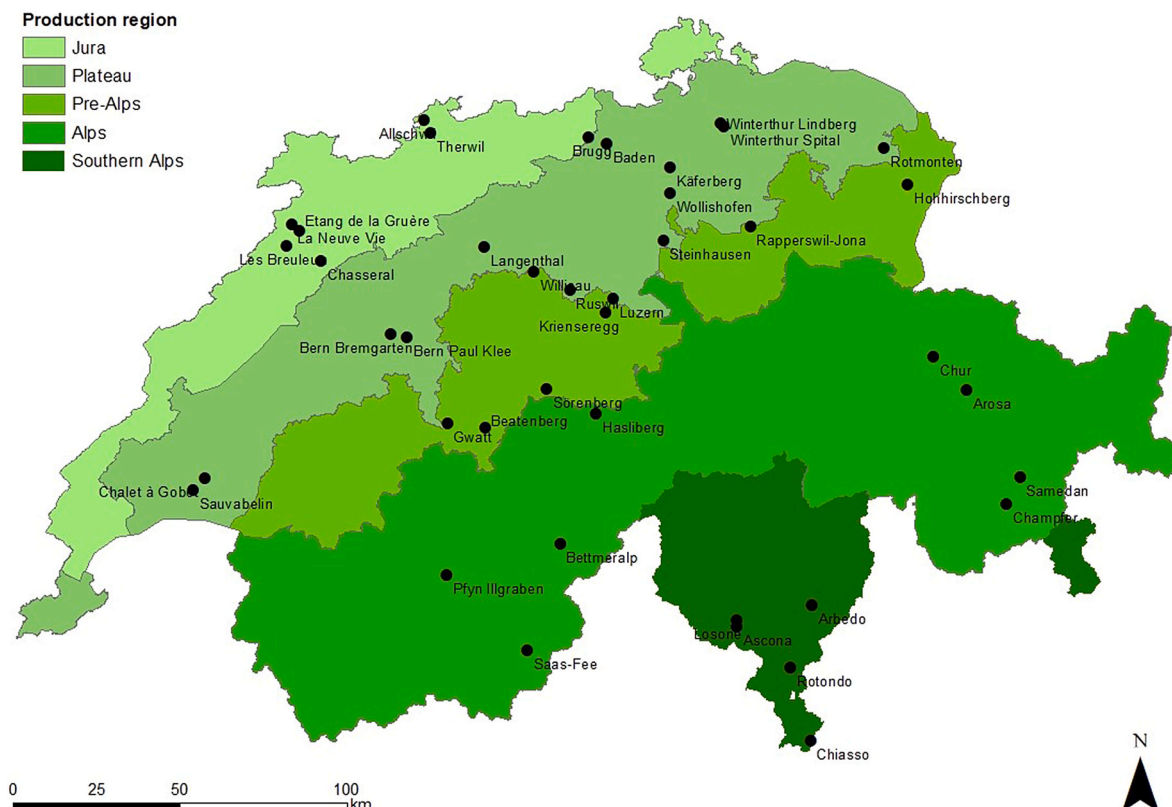 Production region
Jura
Plateau
Pre-Alps
Alps
Southern Alps
Allschwil
Therwil
Brugg
Baden
Winterthur Lindberg
Winterthur Spital
Rotmonten
Käferberg
Hohhirschberg
Wollishofen
Etang de la Gruère
La Neuve Vie
Rapperswil-Jona
Steinhausen
Les Breuleux
Langenthal
Chasseral
Willisau
Ruswil
Luzern
Krienseregg
Bern Bremgarten
Bern Paul Klee
Chur
Sörenberg
Arosa
Beatenberg
Hasliberg
Gwatt
Chalet à Gobet
Sauvabelin
Samedan
Champfer
Bettmeralp
Pfyn Illgraben
Arbedo
Losone
Ascona
Saas-Fee
Rotondo
Chiasso
N
0 25 50 100
km